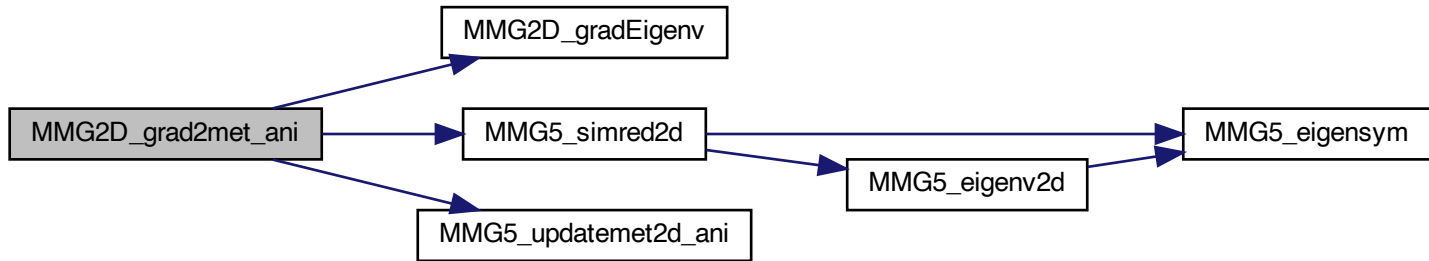 MMG2D_gradEigenv
MMG2D_grad2met_ani
MMG5_simred2d
MMG5_eigensym
MMG5_eigenv2d
MMG5_updatemet2d_ani